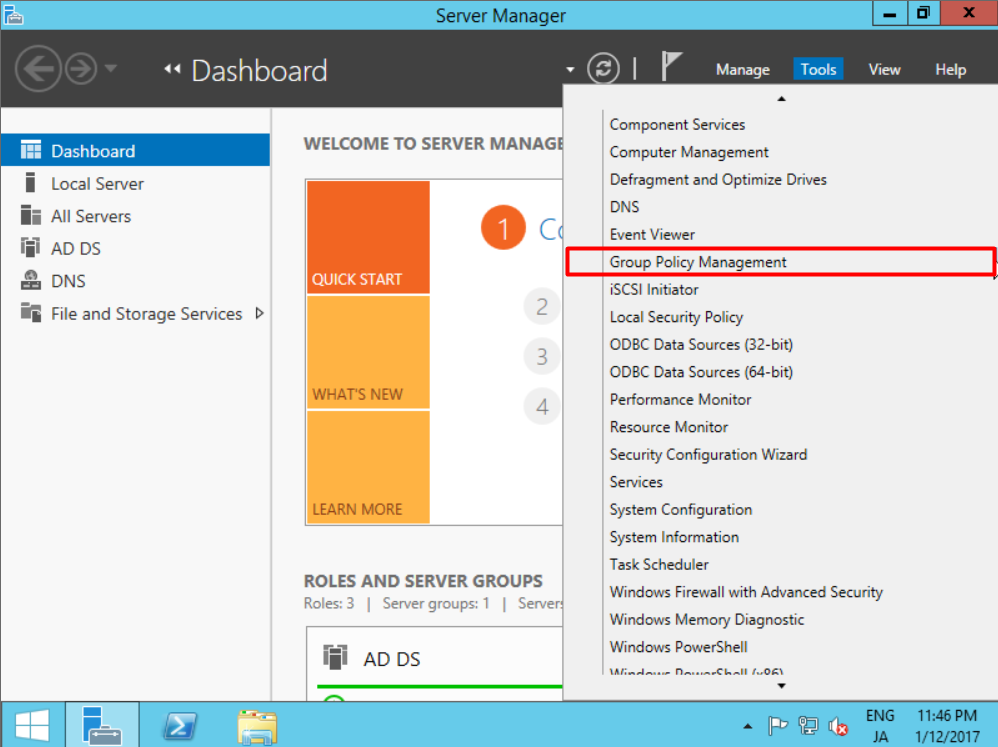 Server Manager
Dashboard
Manage
Tools
View
Help
Dashboard
Local Server
All Servers
AD DS
DNS
File and Storage Services
WELCOME TO SERVER MANAGE
QUICK START
WHAT'S NEW
LEARN MORE
1
Co
2
3
4
ROLES AND SERVER GROUPS
Roles: 3 | Server groups: 1 | Servers
AD DS
Component Services
Computer Management
Defragment and Optimize Drives
DNS
Event Viewer
Group Policy Management
iSCSI Initiator
Local Security Policy
ODBC Data Sources (32-bit)
ODBC Data Sources (64-bit)
Performance Monitor
Resource Monitor
Security Configuration Wizard
Services
System Configuration
System Information
Task Scheduler
Windows Firewall with Advanced Security
Windows Memory Diagnostic
Windows PowerShell
Windows PowerShell (x86)
ENG
JA
11:46 PM
1/12/2017